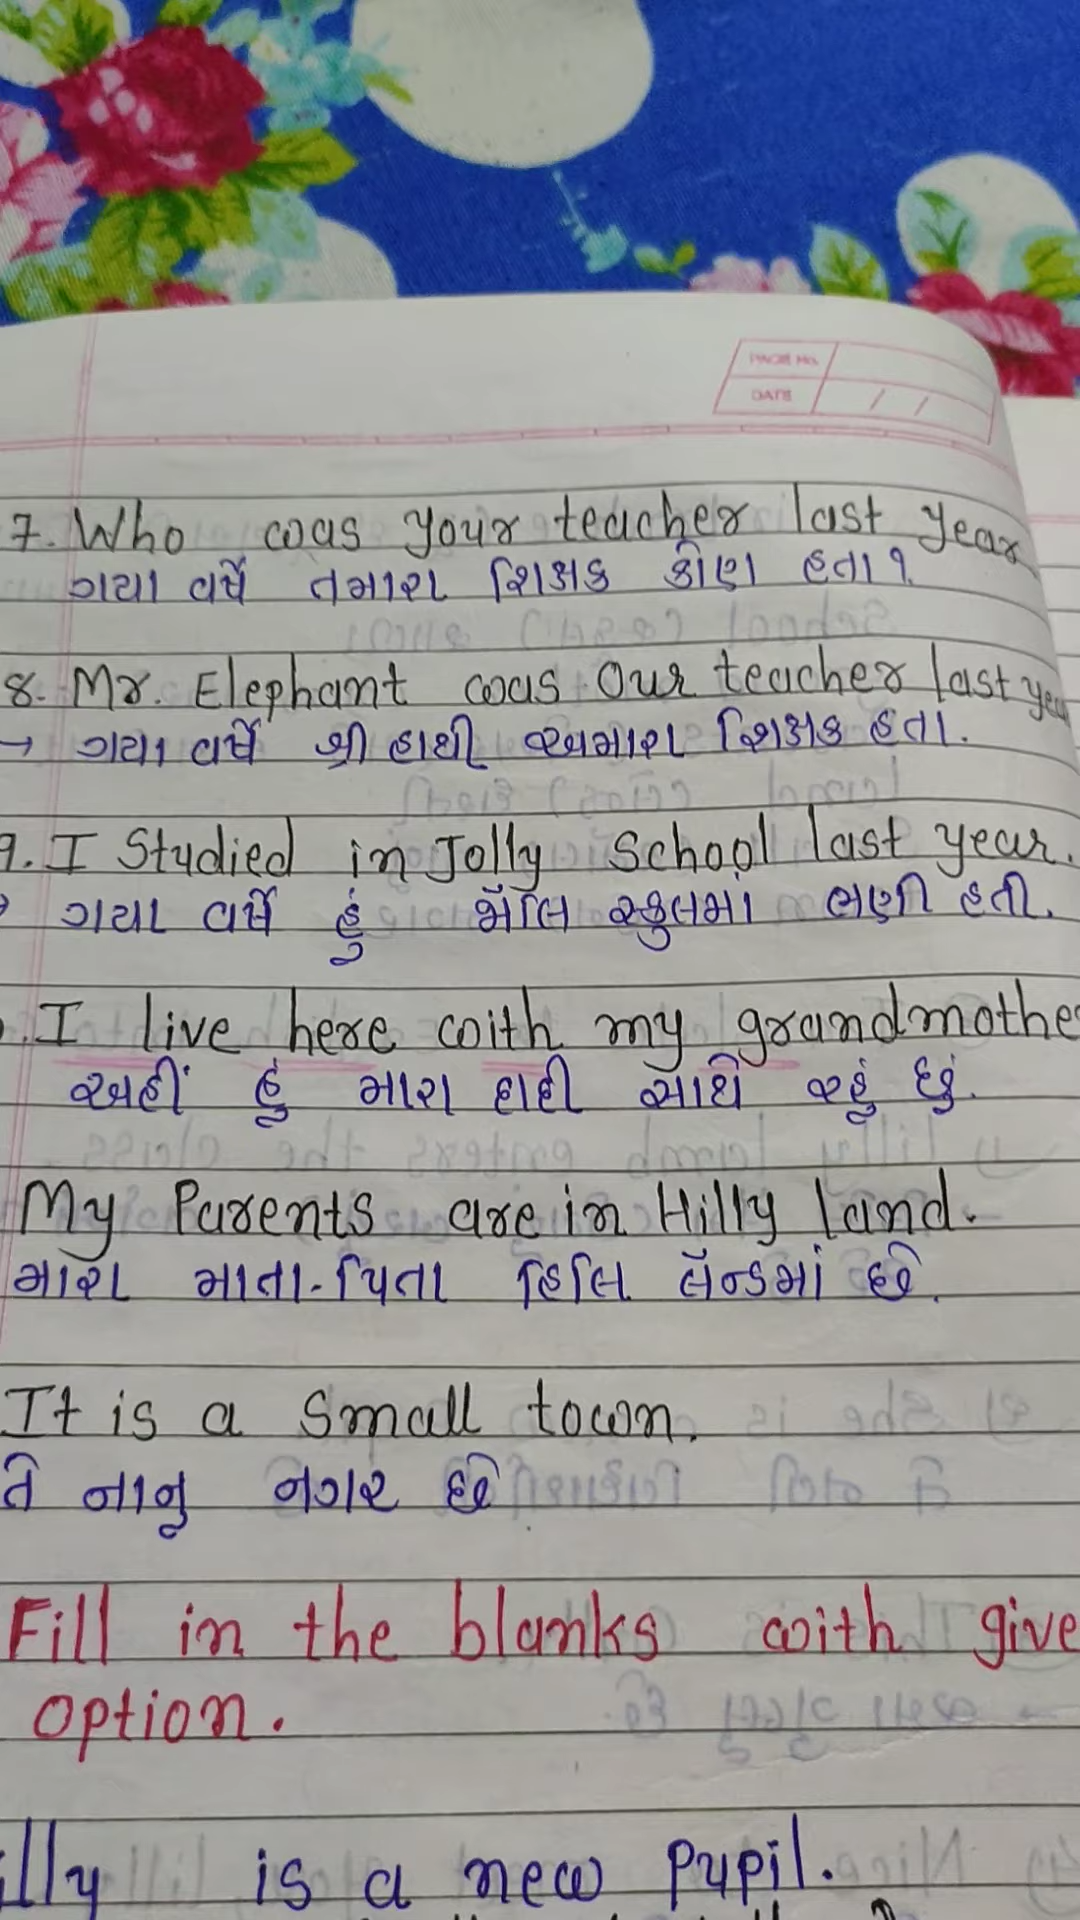 PAGE No.
DATE / /
7. Who was your teacher last year
ગયા વર્ષે તમારા શિક્ષક કોણ હતા ?
8. Mr. Elephant was Our teacher last
→ ગયા વર્ષે શ્રી હાથી અમારા શિક્ષક હતા.
9. I Studied in Jolly School last year.
ગયા વર્ષે હું જોલિ સ્કુલમાં ભણી હતી.
. I live here with my grandmothe
અહીં હું મારા દાદી સાથે રહું છું.
My Parents are in Hilly land.
મારા માતા-પિતા હિલિ લૅન્ડમાં છે.
It is a Small town.
તે નાનુ નગર છે
Fill in the blanks with give
option.
illy is a new Pupil.